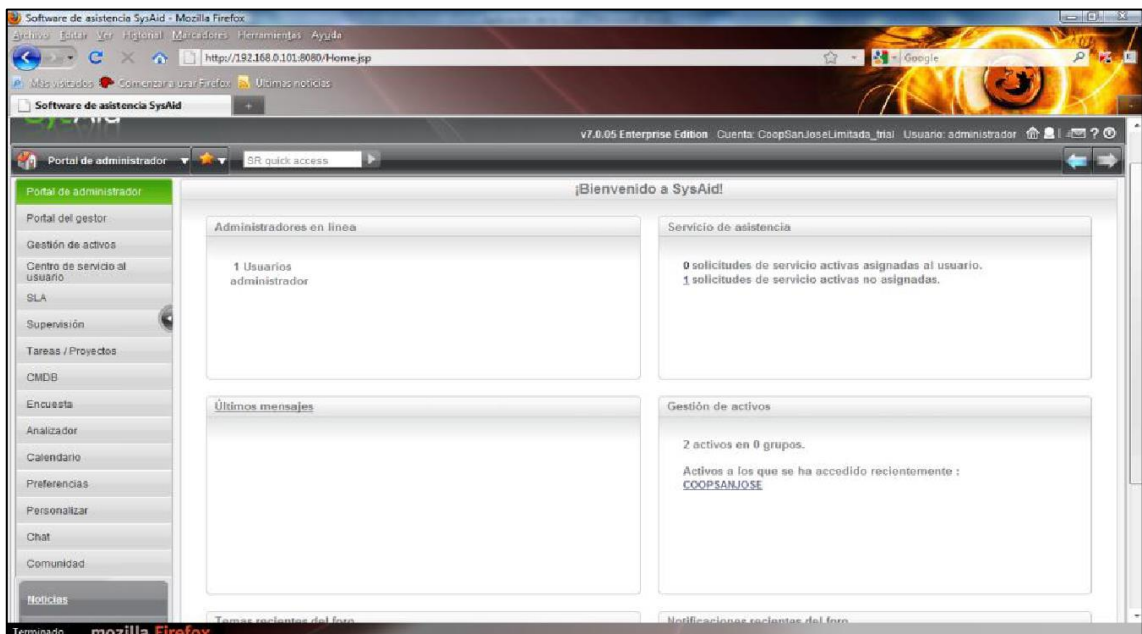 Software de asistencia SysAid - Mozilla Firefox
Archivo Editar Ver Historial Marcadores Herramientas Ayuda
http://192.168.0.101:8080/Home.jsp
Google
Más visitados Comenzar a usar Firefox Últimas noticias
Software de asistencia SysAid
SysAid
v7.0.05 Enterprise Edition Cuenta: CoopSanJoseLimitada_trial Usuario: administrador
Portal de administrador
SR quick access
Portal de administrador
Portal del gestor
Gestión de activos
Centro de servicio al
usuario
SLA
Supervisión
Tareas / Proyectos
CMDB
Encuesta
Analizador
Calendario
Preferencias
Personalizar
Chat
Comunidad
Noticias
¡Bienvenido a SysAid!
Administradores en línea
1 Usuarios
administrador
Servicio de asistencia
0 solicitudes de servicio activas asignadas al usuario.
1 solicitudes de servicio activas no asignadas.
Últimos mensajes
Gestión de activos
2 activos en 0 grupos.
Activos a los que se ha accedido recientemente :
COOPSANJOSE
Temas recientes del foro
Notificaciones recientes del foro
Terminado
mozilla Firefox